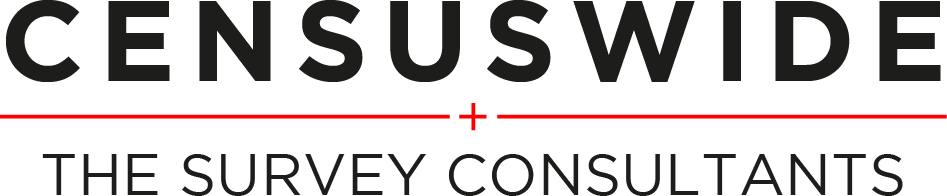 CENSUSWIDE
THE SURVEY CONSULTANTS